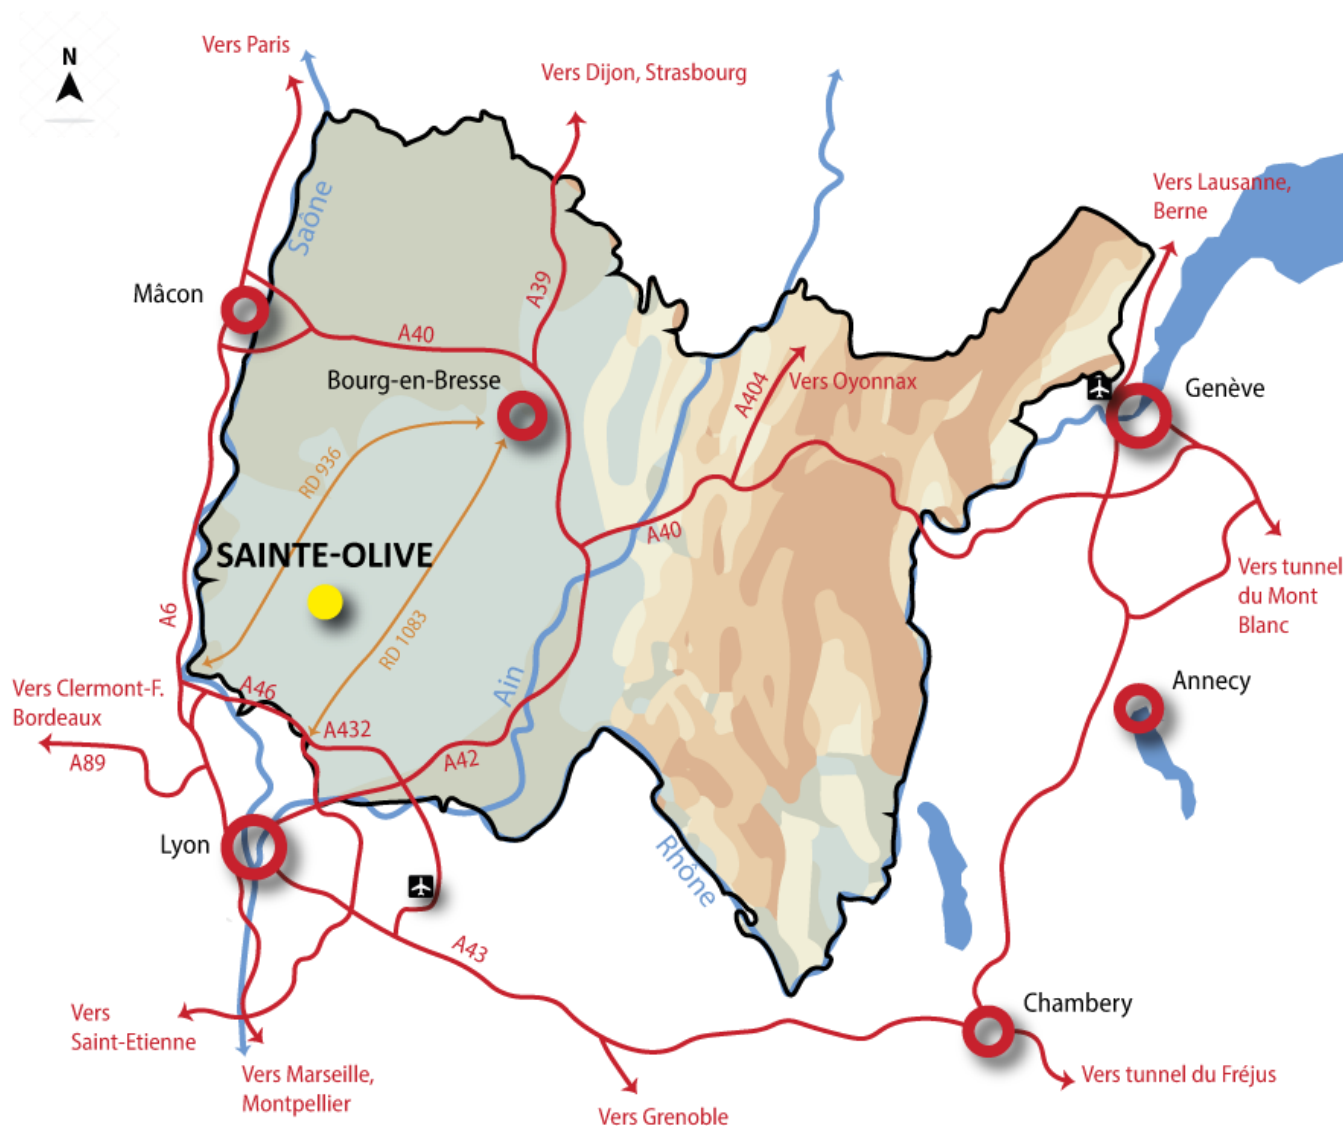 N
Vers Paris
Vers Dijon, Strasbourg
Vers Lausanne,
Berne
Saône
Mâcon
A39
A40
Bourg-en-Bresse
A404
Vers Oyonnax
Genève
RD 936
SAINTE-OLIVE
A40
Vers tunnel
du Mont
Blanc
A6
RD 1083
Ain
Annecy
Vers Clermont-F.
Bordeaux
A46
A432
A89
A42
Lyon
Rhône
A43
Vers
Saint-Etienne
Chambery
Vers Marseille,
Montpellier
Vers tunnel du Fréjus
Vers Grenoble